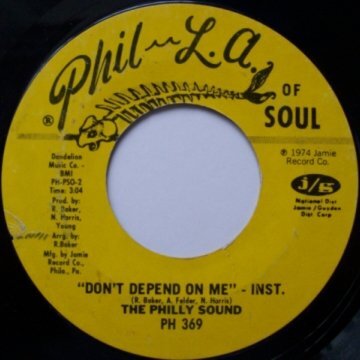 Phil-L.A.
OF
SOUL
®
Dandelion
Music Co. -
BMI
PH-PSO-2
Time: 3:04
Prod. by:
R. Baker,
N. Harris,
Young
Arrg. by:
R.Baker
Mfg. by Jamie
Record Co.,
Phila., Pa.
℗ 1974 Jamie
Record Co.
j/g
National Dist
Jamie/Guyden
Dist Corp
"DON'T DEPEND ON ME" - INST.
(R. Baker, A. Felder, N. Harris)
THE PHILLY SOUND
PH 369